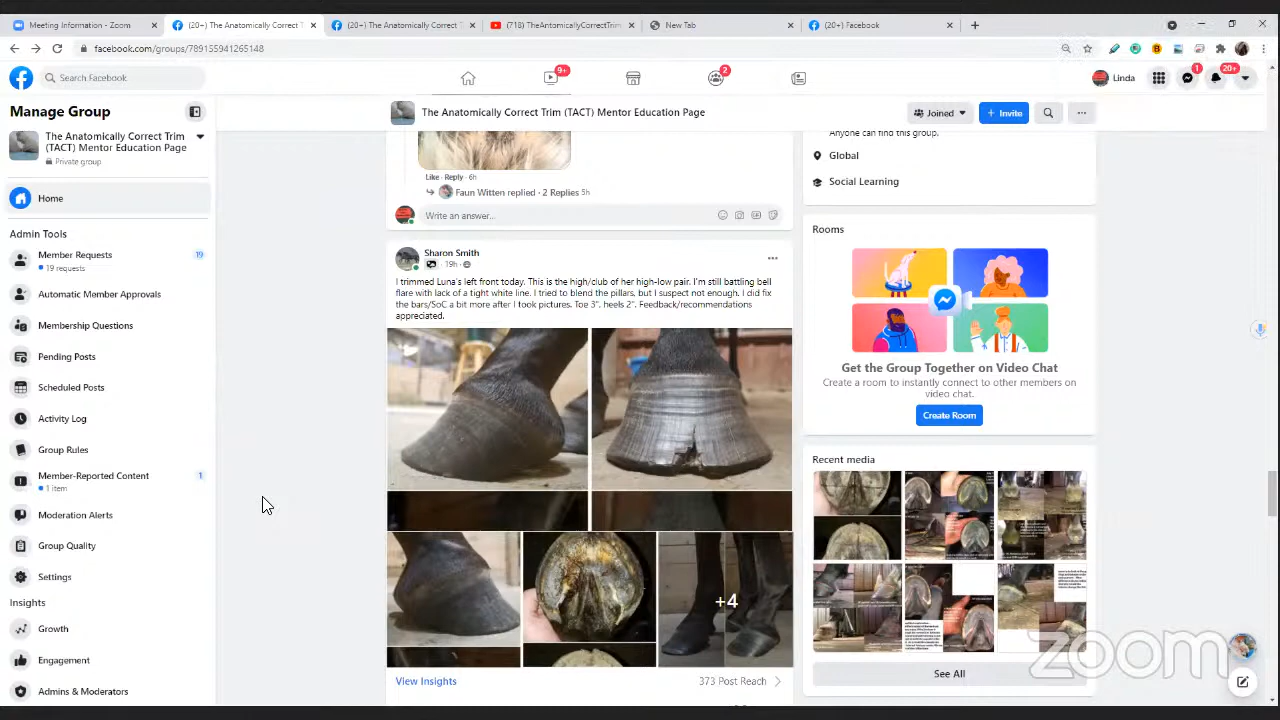 Meeting Information - Zoom
(20+) The Anatomically Correct T
(20+) The Anatomically Correct T
(718) TheAntomicallyCorrectTrim
New Tab
(20+) Facebook
facebook.com/groups/789155941265148
Search Facebook
9+
2
Linda
1
20+
Manage Group
The Anatomically Correct Trim
(TACT) Mentor Education Page
Private group
Home
Admin Tools
Member Requests
19
19 requests
Automatic Member Approvals
Membership Questions
Pending Posts
Scheduled Posts
Activity Log
Group Rules
Member-Reported Content
1
1 item
Moderation Alerts
Group Quality
Settings
Insights
Growth
Engagement
Admins & Moderators
The Anatomically Correct Trim (TACT) Mentor Education Page
Joined
+ Invite
Like · Reply · 6h
Faun Witten replied · 2 Replies 5h
Write an answer...
Sharon Smith
· 19h ·
I trimmed Luna's left front today. This is the high/club of her high-low pair. I'm still battling bell
flare with lack of a tight white line. I tried to blend the pillars, but I suspect not enough. I did fix
the bars/SoC a bit more after I took pictures. Toe 3". heels 2". Feedback/recommendations
appreciated.
+4
View Insights
373 Post Reach
Anyone can find this group.
Global
Social Learning
Rooms
Get the Group Together on Video Chat
Create a room to instantly connect to other members on
video chat.
Create Room
Recent media
See All
zoom